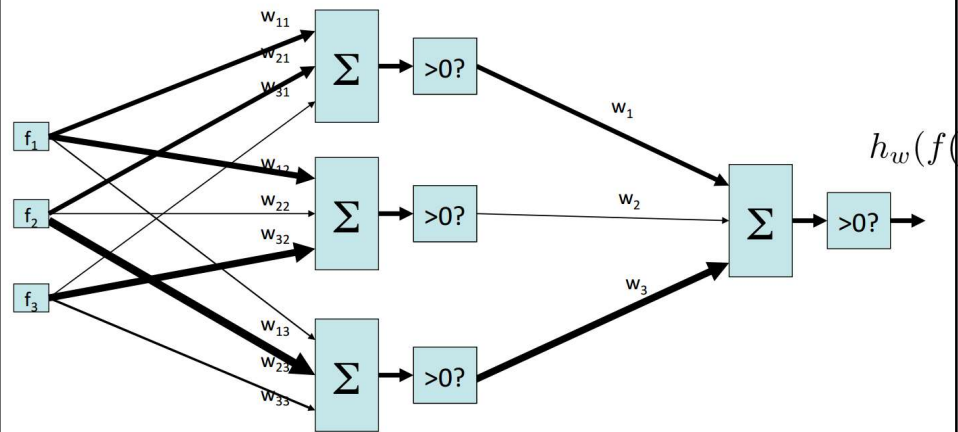 w₁₁
w₂₁
w₃₁
Σ
>0?
f₁
w₁
h_w(f(
w₁₂
w₂₂
w₃₂
Σ
>0?
f₂
w₂
Σ
>0?
f₃
w₃
w₁₃
w₂₃
w₃₃
Σ
>0?